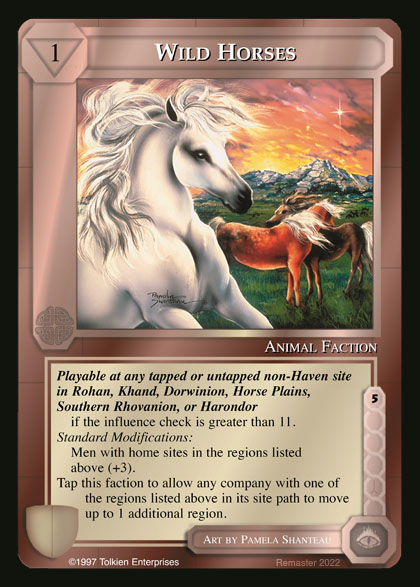 1
WILD HORSES
Pamela
Shanteau
ANIMAL FACTION
Playable at any tapped or untapped non-Haven site
in Rohan, Khand, Dorwinion, Horse Plains,
Southern Rhovanion, or Harondor
if the influence check is greater than 11.
Standard Modifications:
Men with home sites in the regions listed
above (+3).
Tap this faction to allow any company with one of
the regions listed above in its site path to move
up to 1 additional region.
5
ART BY PAMELA SHANTEAU
©1997 Tolkien Enterprises
Remaster 2022